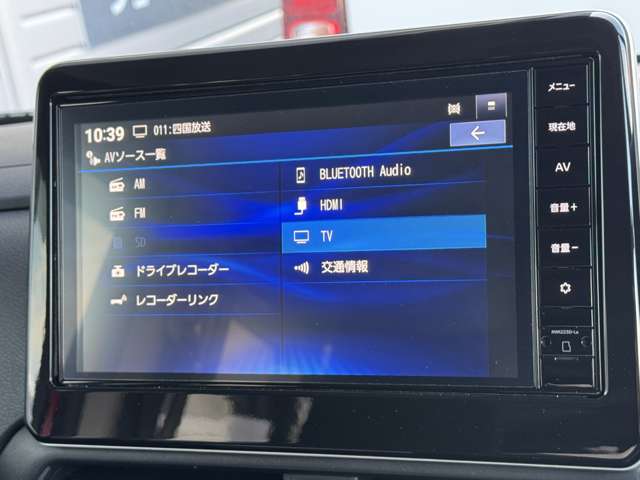 10:39 011:四国放送
AVソース一覧
AM
FM
SD
ドライブレコーダー
レコーダーリンク
BLUETOOTH Audio
HDMI
TV
交通情報
メニュー
現在地
AV
音量+
音量-